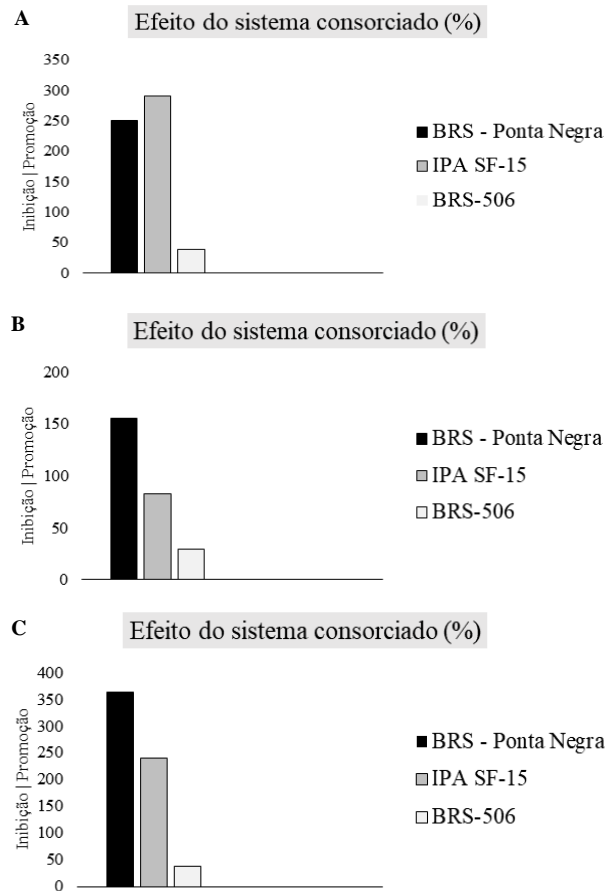 A
Efeito do sistema consorciado (%)
Inibição | Promoção
350
300
250
200
150
100
50
0
BRS - Ponta Negra
IPA SF-15
BRS-506
B
Efeito do sistema consorciado (%)
Inibição | Promoção
200
150
100
50
0
BRS - Ponta Negra
IPA SF-15
BRS-506
C
Efeito do sistema consorciado (%)
Inibição | Promoção
400
350
300
250
200
150
100
50
0
BRS - Ponta Negra
IPA SF-15
BRS-506